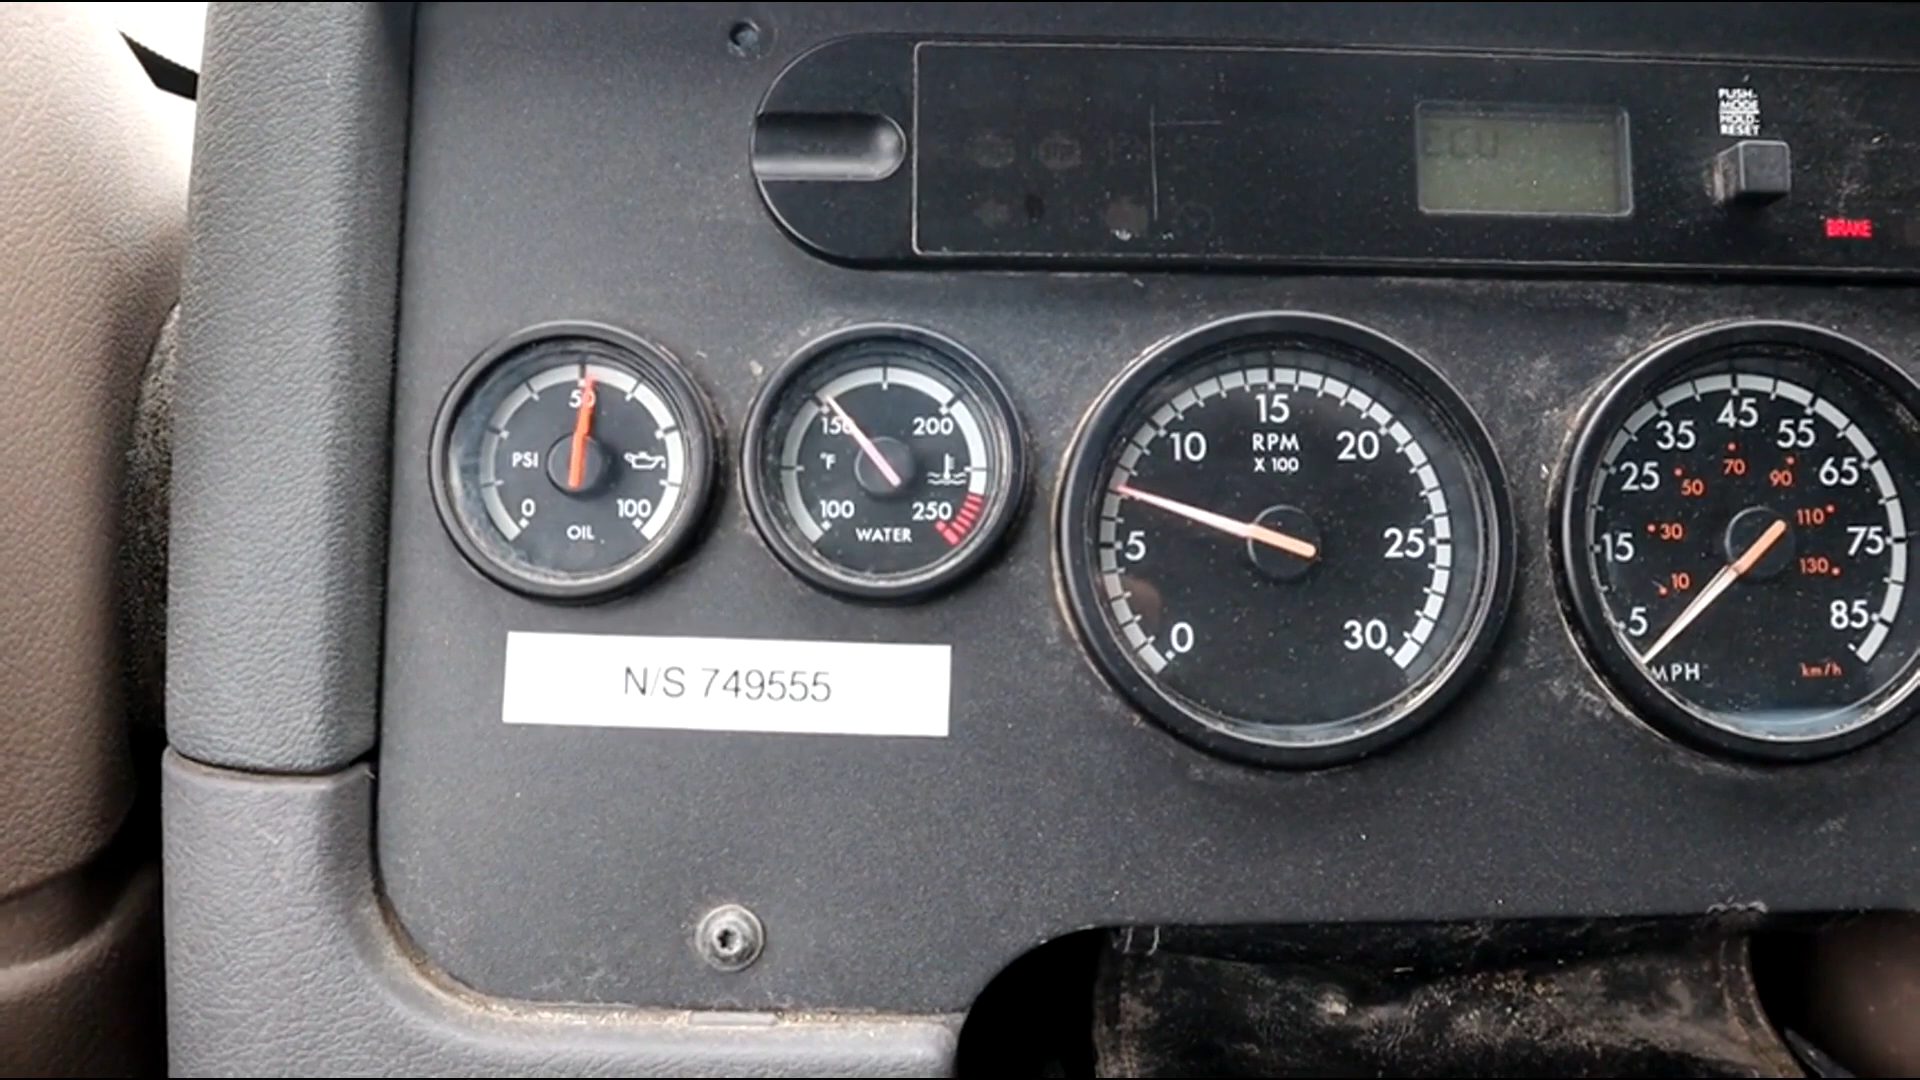 PUSH-
MODE
HOLD-
RESET
BRAKE
50
PSI
0
100
OIL
150
200
°F
100
250
WATER
15
10
RPM
20
X 100
5
25
0
30
45
35
55
25
65
70
50
90
15
30
110
75
10
130
5
85
MPH
km/h
N/S 749555